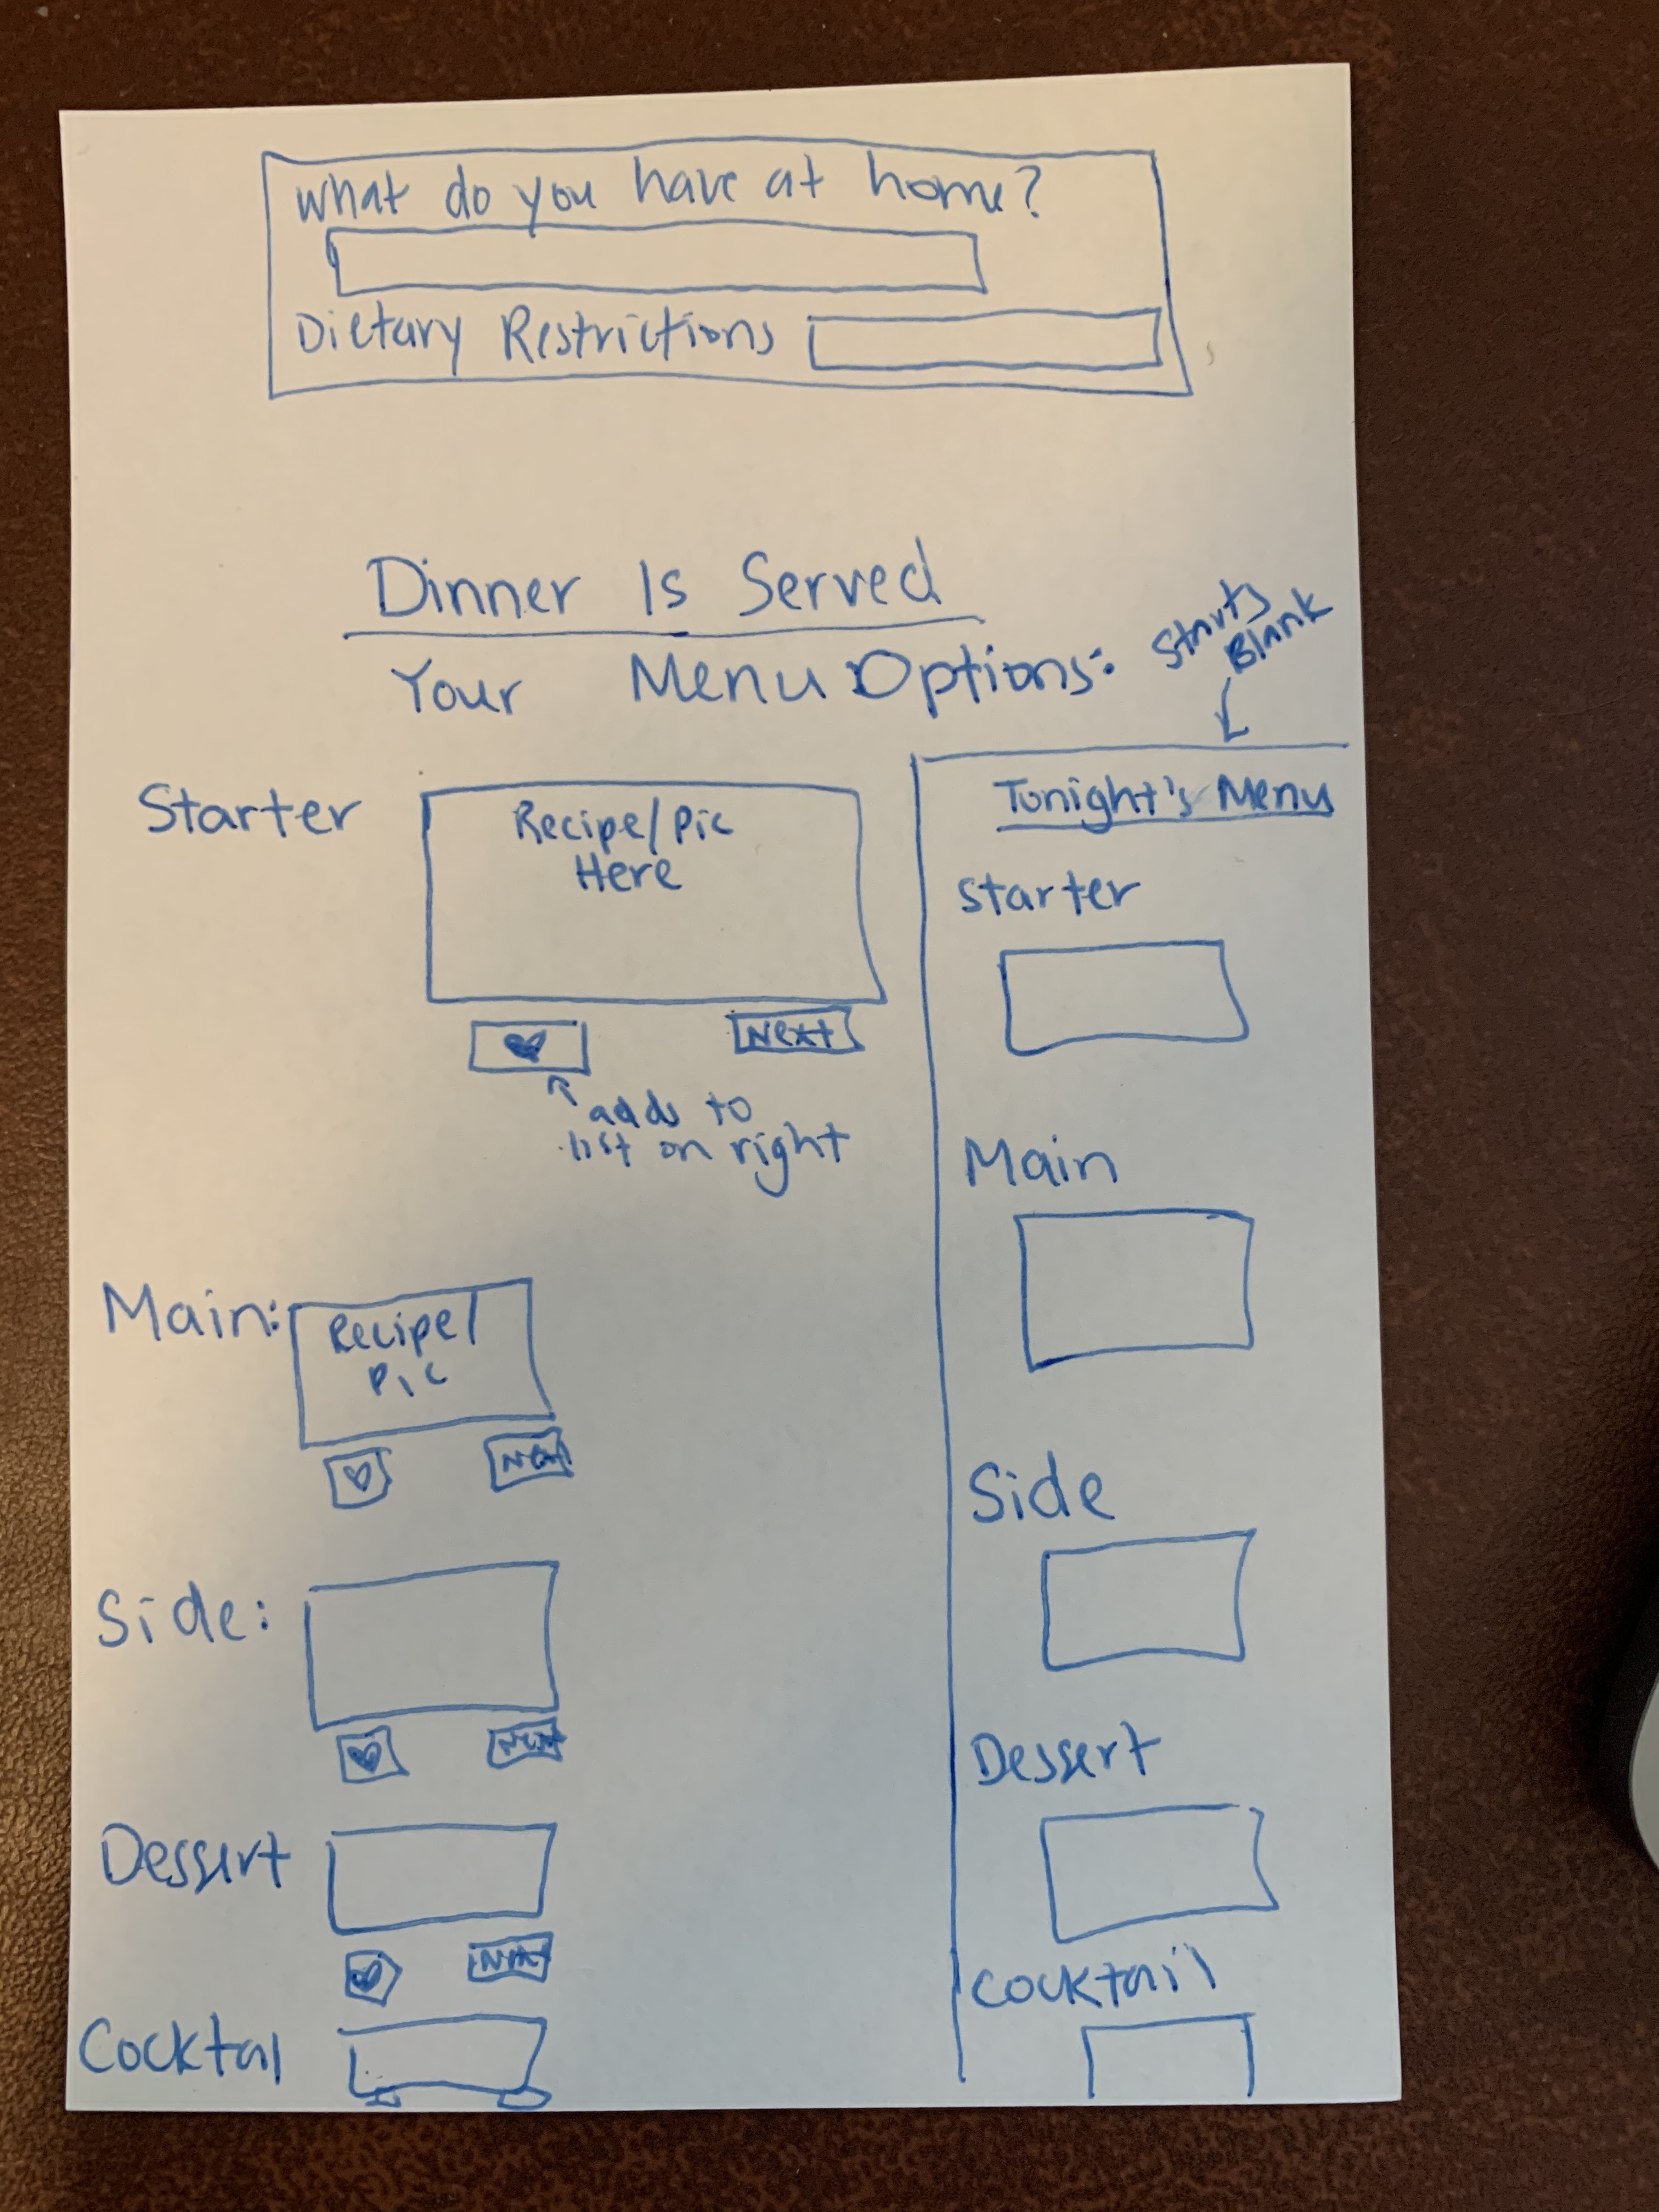 What do you have at home?
Dietary Restrictions
Dinner Is Served
Your Menu Options:
Starts
Blank
Starter
Recipe/Pic
Here
♥
Next
adds to
list on right
Main:
Recipe/
Pic
♥
Next
Side:
♥
Next
Dessert
♥
Next
Cocktail
Tonight's Menu
Starter
Main
Side
Dessert
Cocktail